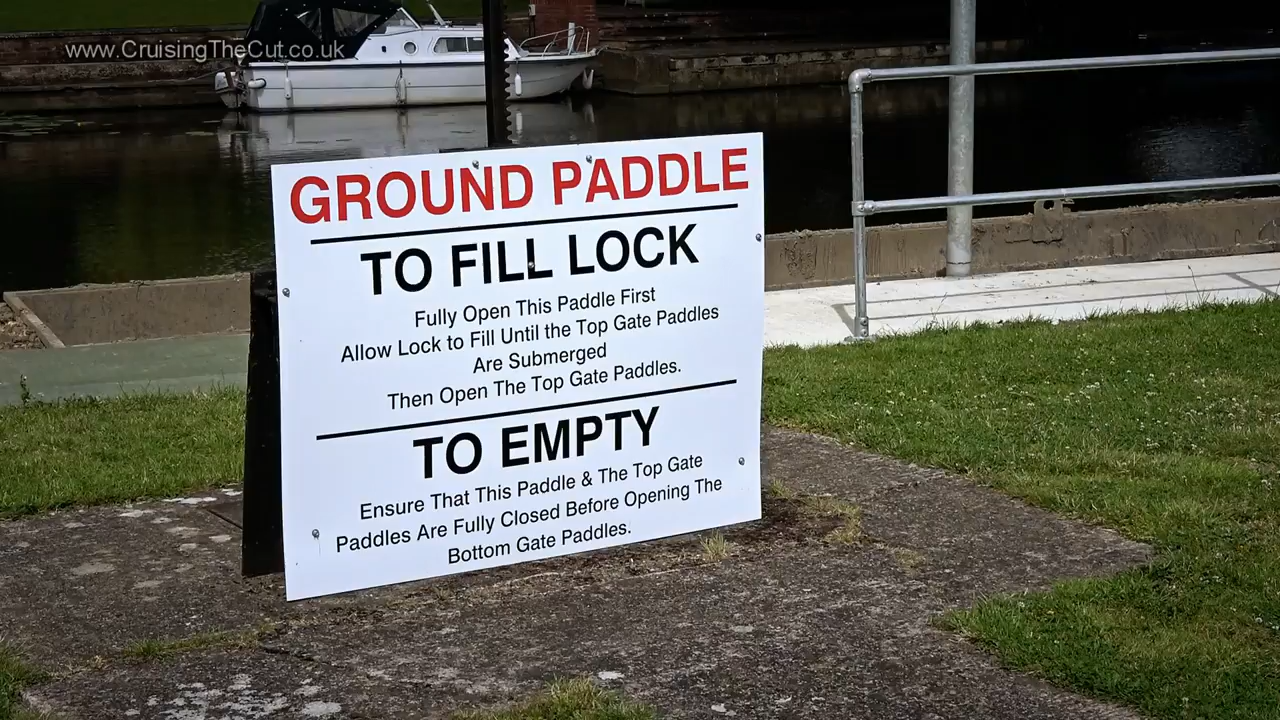 www.CruisingTheCut.co.uk
GROUND PADDLE
TO FILL LOCK
Fully Open This Paddle First
Allow Lock to Fill Until the Top Gate Paddles
Are Submerged
Then Open The Top Gate Paddles.
TO EMPTY
Ensure That This Paddle & The Top Gate
Paddles Are Fully Closed Before Opening The
Bottom Gate Paddles.